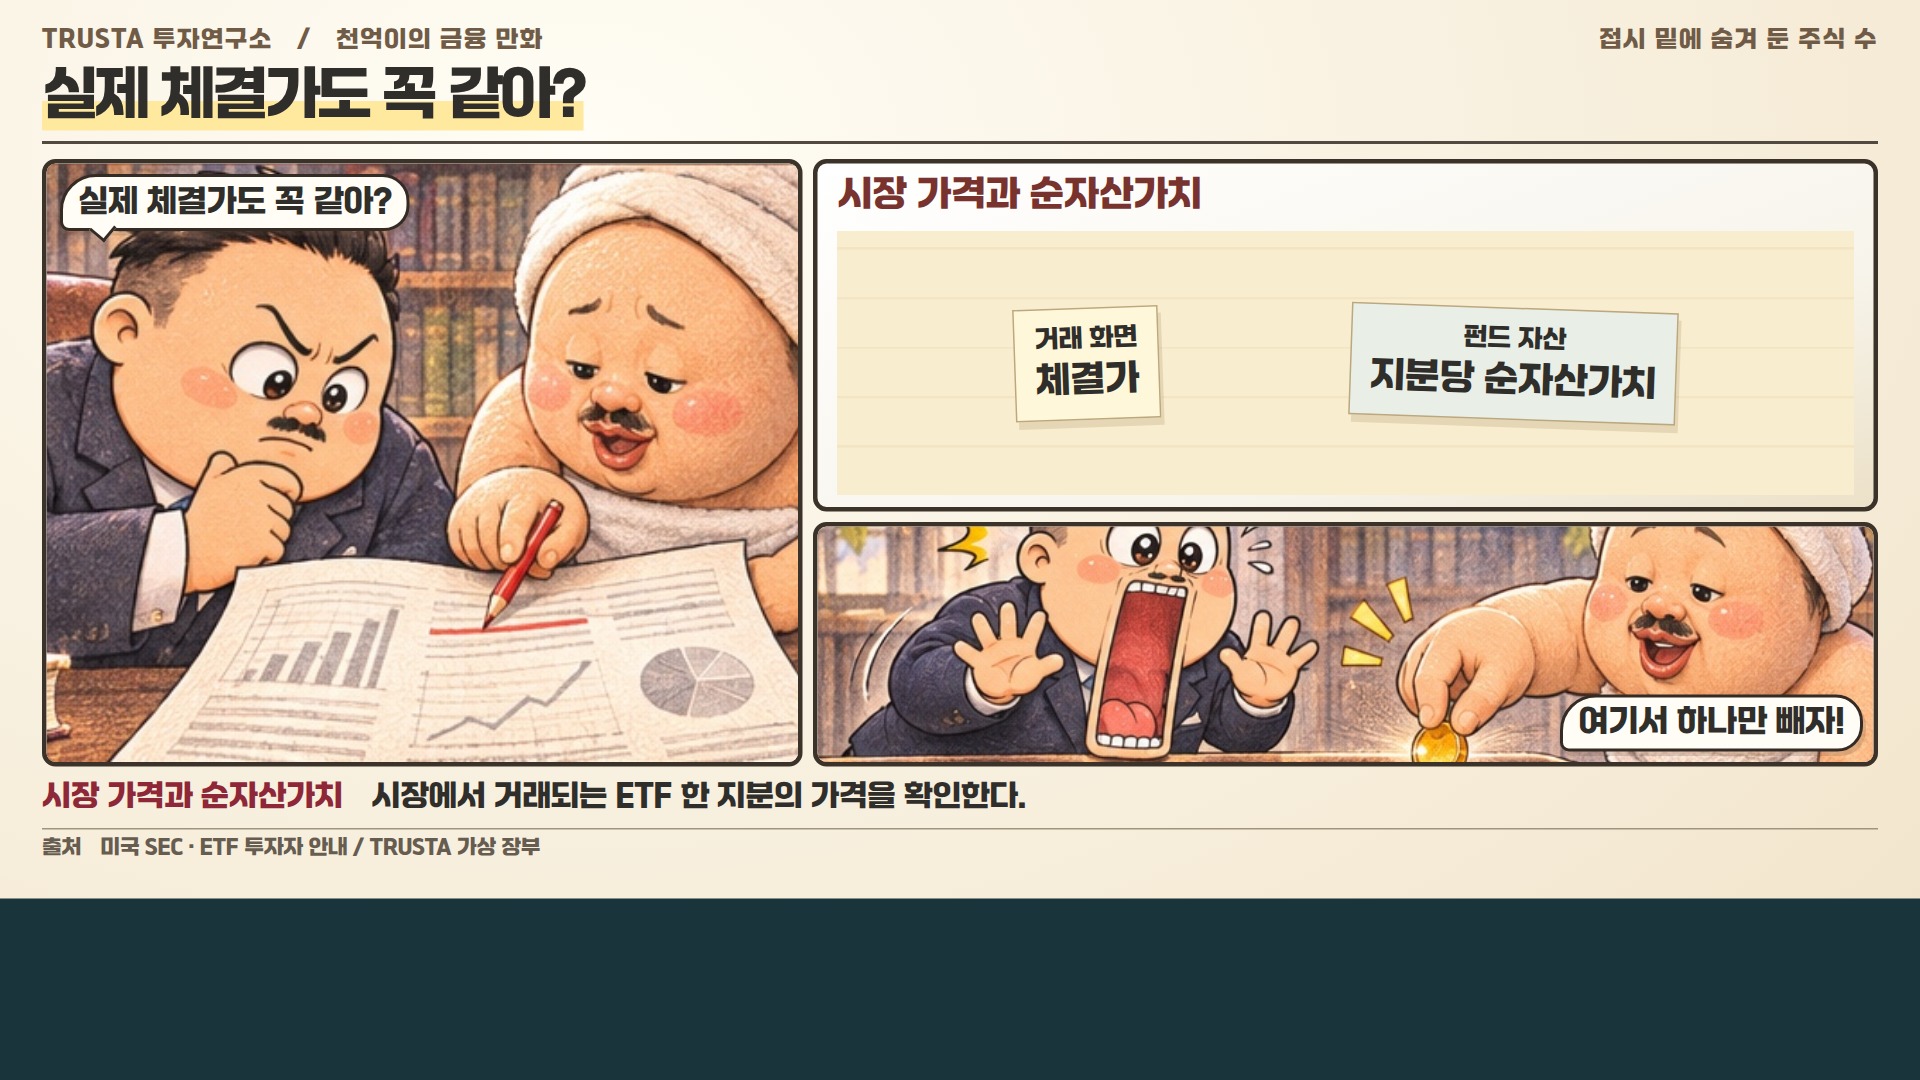 TRUSTA 투자연구소 / 천억이의 금융 만화
접시 밑에 숨겨 둔 주식 수
실제 체결가도 꼭 같아?
실제 체결가도 꼭 같아?
시장 가격과 순자산가치
거래 화면
체결가
펀드 자산
지분당 순자산가치
여기서 하나만 빼자!
시장 가격과 순자산가치 시장에서 거래되는 ETF 한 지분의 가격을 확인한다.
출처 미국 SEC · ETF 투자자 안내 / TRUSTA 가상 장부